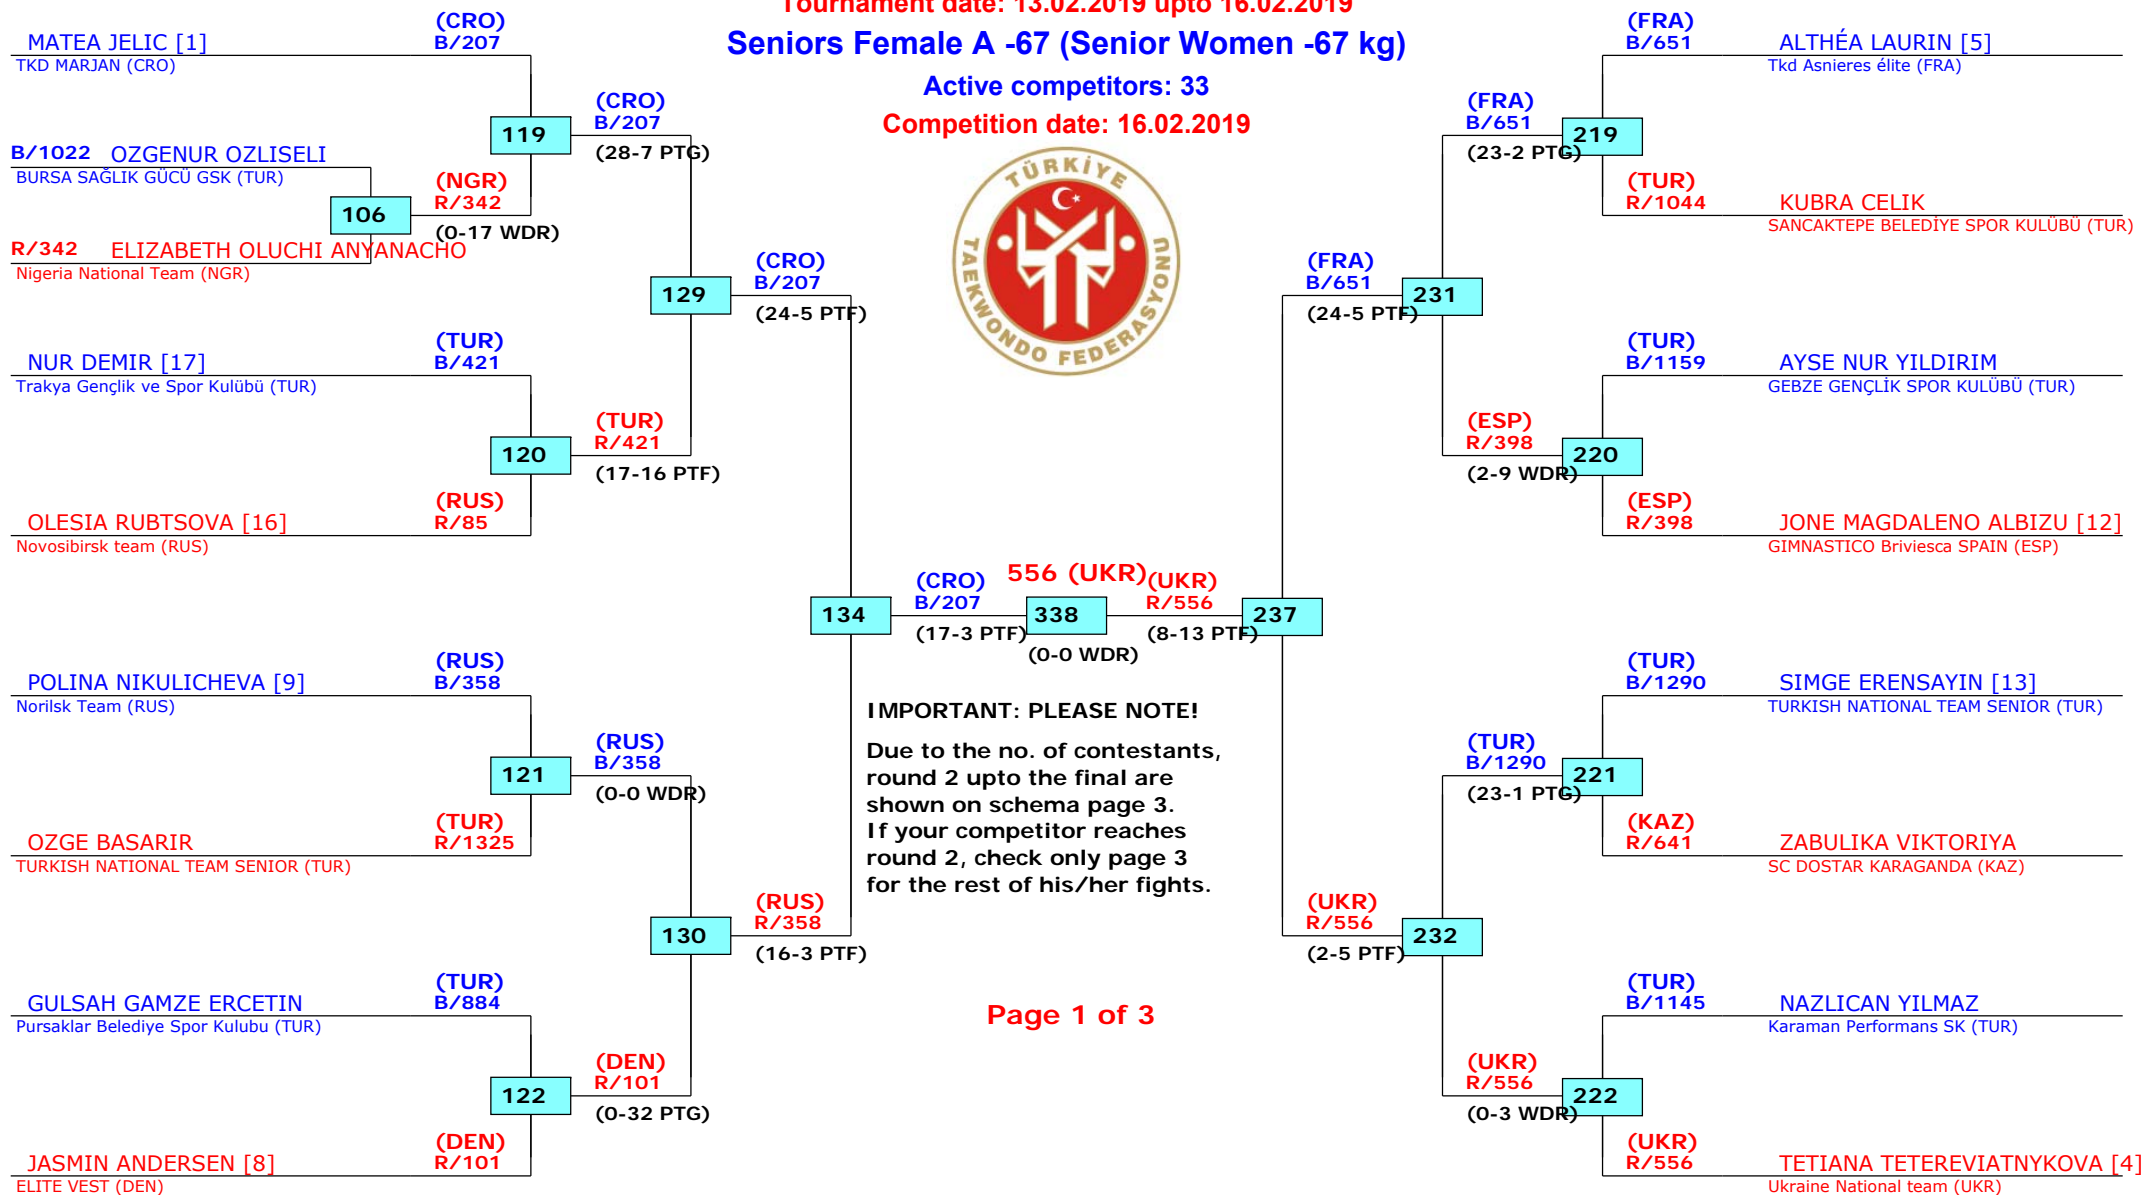 Tournament date: 13.02.2019 upto 16.02.2019
Seniors Female A -67 (Senior Women -67 kg)
Active competitors: 33
Competition date: 16.02.2019
TÜRKİYE
TAEKWONDO FEDERASYONU
(CRO)
MATEA JELIC [1] B/207
TKD MARJAN (CRO)
B/1022 OZGENUR OZLISELI
BURSA SAĞLIK GÜCÜ GSK (TUR)
106
R/342 ELIZABETH OLUCHI ANYANACHO
Nigeria National Team (NGR)
(NGR)
R/342
(0-17 WDR)
119
(CRO)
B/207
(28-7 PTG)
(TUR)
NUR DEMIR [17] B/421
Trakya Gençlik ve Spor Kulübü (TUR)
120
(RUS)
OLESIA RUBTSOVA [16] R/85
Novosibirsk team (RUS)
(TUR)
R/421
(17-16 PTF)
129
(CRO)
B/207
(24-5 PTF)
(RUS)
POLINA NIKULICHEVA [9] B/358
Norilsk Team (RUS)
121
(TUR)
OZGE BASARIR R/1325
TURKISH NATIONAL TEAM SENIOR (TUR)
(RUS)
B/358
(0-0 WDR)
130
(RUS)
R/358
(16-3 PTF)
(TUR)
GULSAH GAMZE ERCETIN B/884
Pursaklar Belediye Spor Kulubu (TUR)
122
(DEN)
JASMIN ANDERSEN [8] R/101
ELITE VEST (DEN)
(DEN)
R/101
(0-32 PTG)
134
(CRO)
B/207
(17-3 PTF)
556 (UKR)
338
(0-0 WDR)
(UKR)
R/556
(8-13 PTF)
237
IMPORTANT: PLEASE NOTE!
Due to the no. of contestants,
round 2 upto the final are
shown on schema page 3.
If your competitor reaches
round 2, check only page 3
for the rest of his/her fights.
Page 1 of 3
(FRA)
B/651 ALTHÉA LAURIN [5]
Tkd Asnieres élite (FRA)
219
(TUR)
R/1044 KUBRA CELIK
SANCAKTEPE BELEDİYE SPOR KULÜBÜ (TUR)
(FRA)
B/651
(23-2 PTG)
231
(FRA)
B/651
(24-5 PTF)
(TUR)
B/1159 AYSE NUR YILDIRIM
GEBZE GENÇLİK SPOR KULÜBÜ (TUR)
220
(ESP)
R/398 JONE MAGDALENO ALBIZU [12]
GIMNASTICO Briviesca SPAIN (ESP)
(ESP)
R/398
(2-9 WDR)
(TUR)
B/1290 SIMGE ERENSAYIN [13]
TURKISH NATIONAL TEAM SENIOR (TUR)
221
(KAZ)
R/641 ZABULIKA VIKTORIYA
SC DOSTAR KARAGANDA (KAZ)
(TUR)
B/1290
(23-1 PTG)
232
(UKR)
R/556
(2-5 PTF)
(TUR)
B/1145 NAZLICAN YILMAZ
Karaman Performans SK (TUR)
222
(UKR)
R/556 TETIANA TETEREVIATNYKOVA [4]
Ukraine National team (UKR)
(UKR)
R/556
(0-3 WDR)